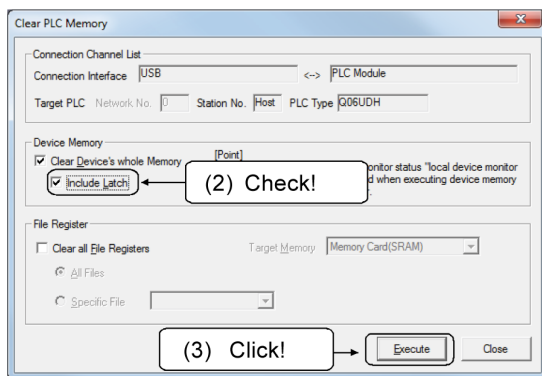 Clear PLC Memory
Connection Channel List
Connection Interface USB <--> PLC Module
Target PLC Network No. 0 Station No. Host PLC Type Q06UDH
Device Memory
Clear Device's whole Memory [Point]
onitor status "local device monitor
Include Latch (2) Check! d when executing device memory
File Register
Clear all File Registers Target Memory Memory Card(SRAM)
All Files
Specific File
(3) Click! Execute Close